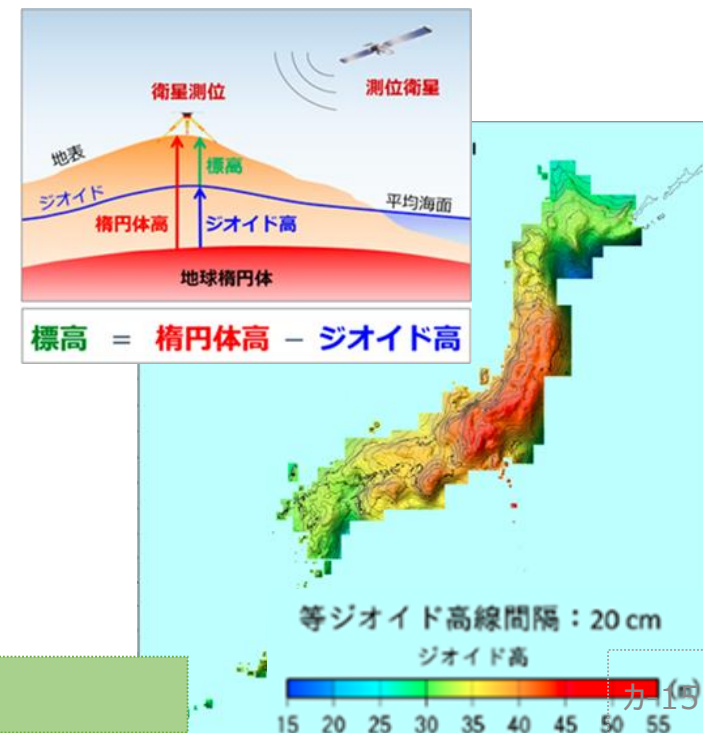 衛星測位
測位衛星
地表
標高
ジオイド
平均海面
楕円体高
ジオイド高
地球楕円体
標高 = 楕円体高 − ジオイド高
等ジオイド高線間隔：20 cm
ジオイド高
(m)
カ-15
15 20 25 30 35 40 45 50 55